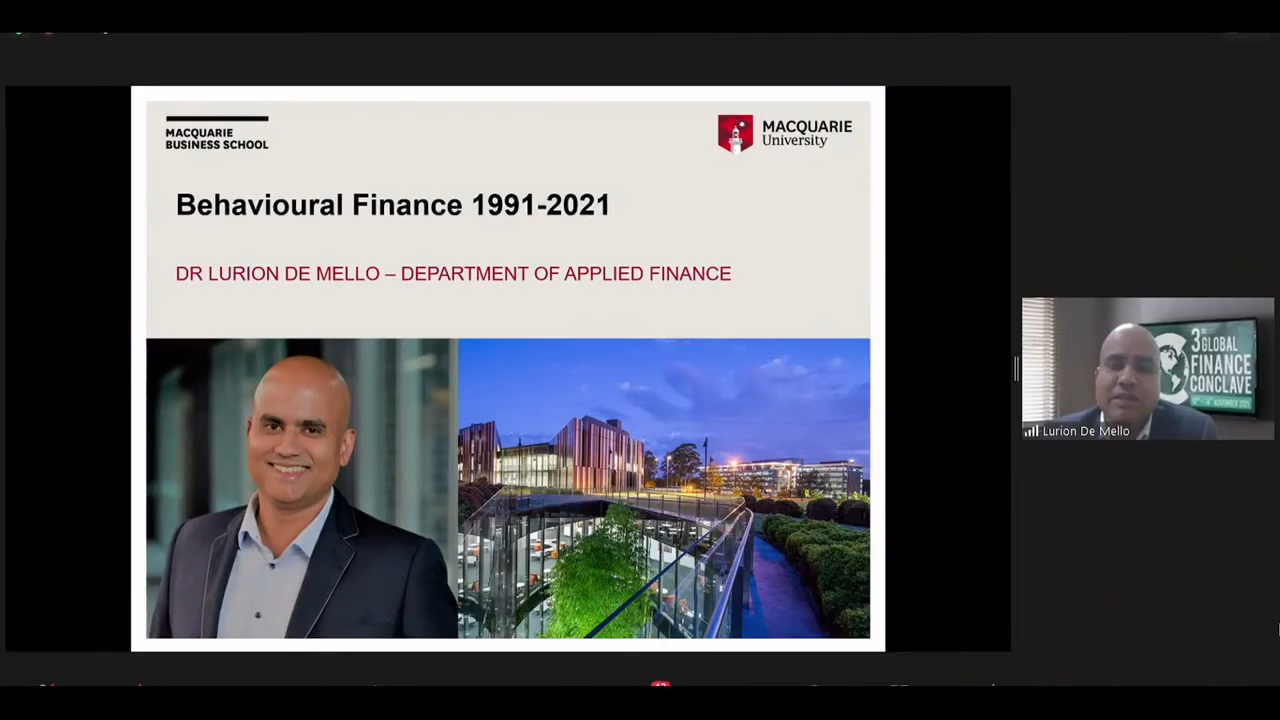 MACQUARIE
BUSINESS SCHOOL
MACQUARIE
University
Behavioural Finance 1991-2021
DR LURION DE MELLO – DEPARTMENT OF APPLIED FINANCE
3
GLOBAL
FINANCE
CONCLAVE
Lurion De Mello